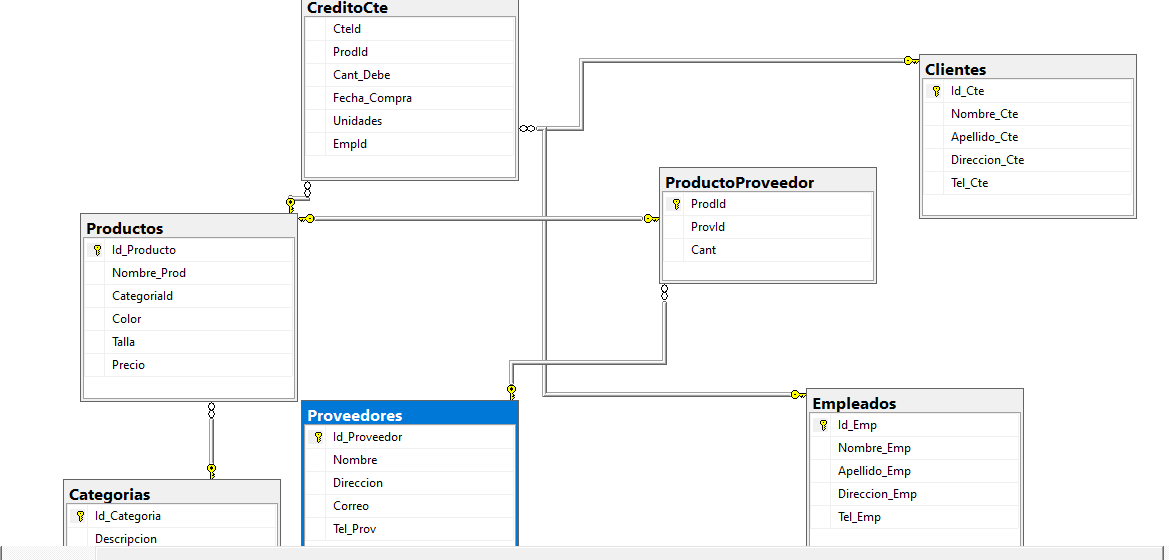 CreditoCte
CteId
ProdId
Cant_Debe
Fecha_Compra
Unidades
EmpId
Clientes
Id_Cte
Nombre_Cte
Apellido_Cte
Direccion_Cte
Tel_Cte
ProductoProveedor
ProdId
ProvId
Cant
Productos
Id_Producto
Nombre_Prod
CategoriaId
Color
Talla
Precio
Proveedores
Id_Proveedor
Nombre
Direccion
Correo
Tel_Prov
Empleados
Id_Emp
Nombre_Emp
Apellido_Emp
Direccion_Emp
Tel_Emp
Categorias
Id_Categoria
Descripcion